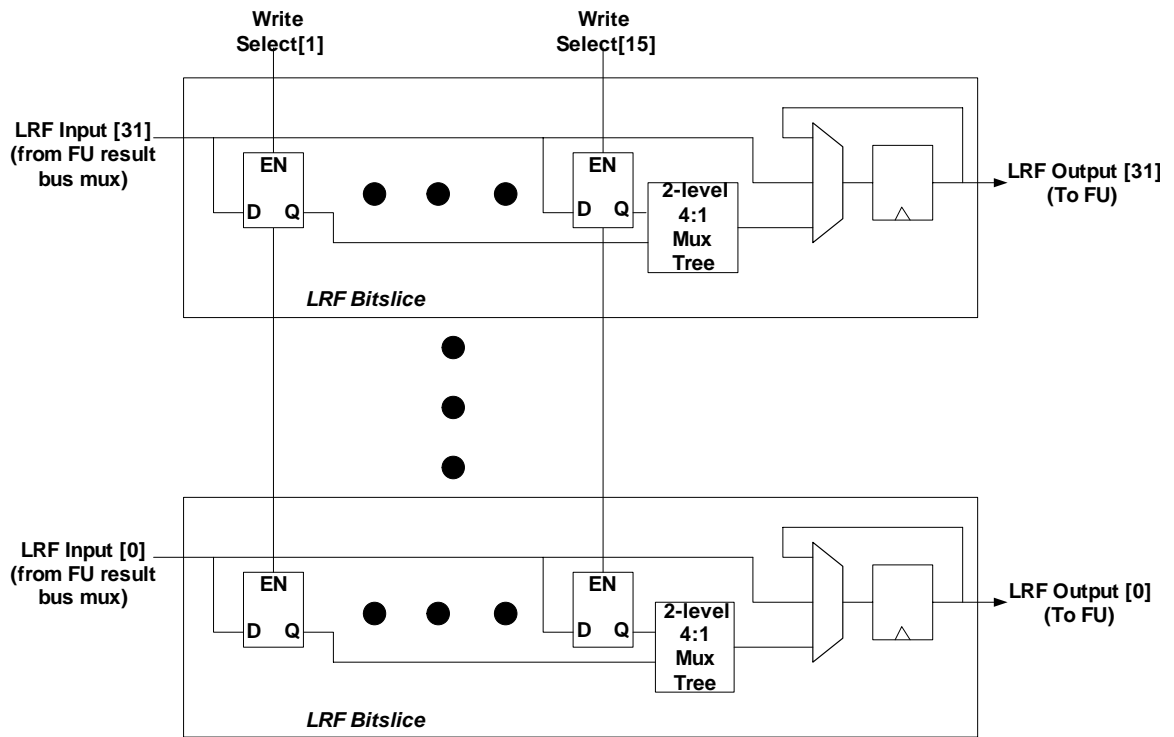 Write
Select[1]
Write
Select[15]
LRF Input [31]
(from FU result
bus mux)
EN
D Q
EN
D Q
2-level
4:1
Mux
Tree
LRF Output [31]
(To FU)
LRF Bitslice
LRF Input [0]
(from FU result
bus mux)
EN
D Q
EN
D Q
2-level
4:1
Mux
Tree
LRF Output [0]
(To FU)
LRF Bitslice